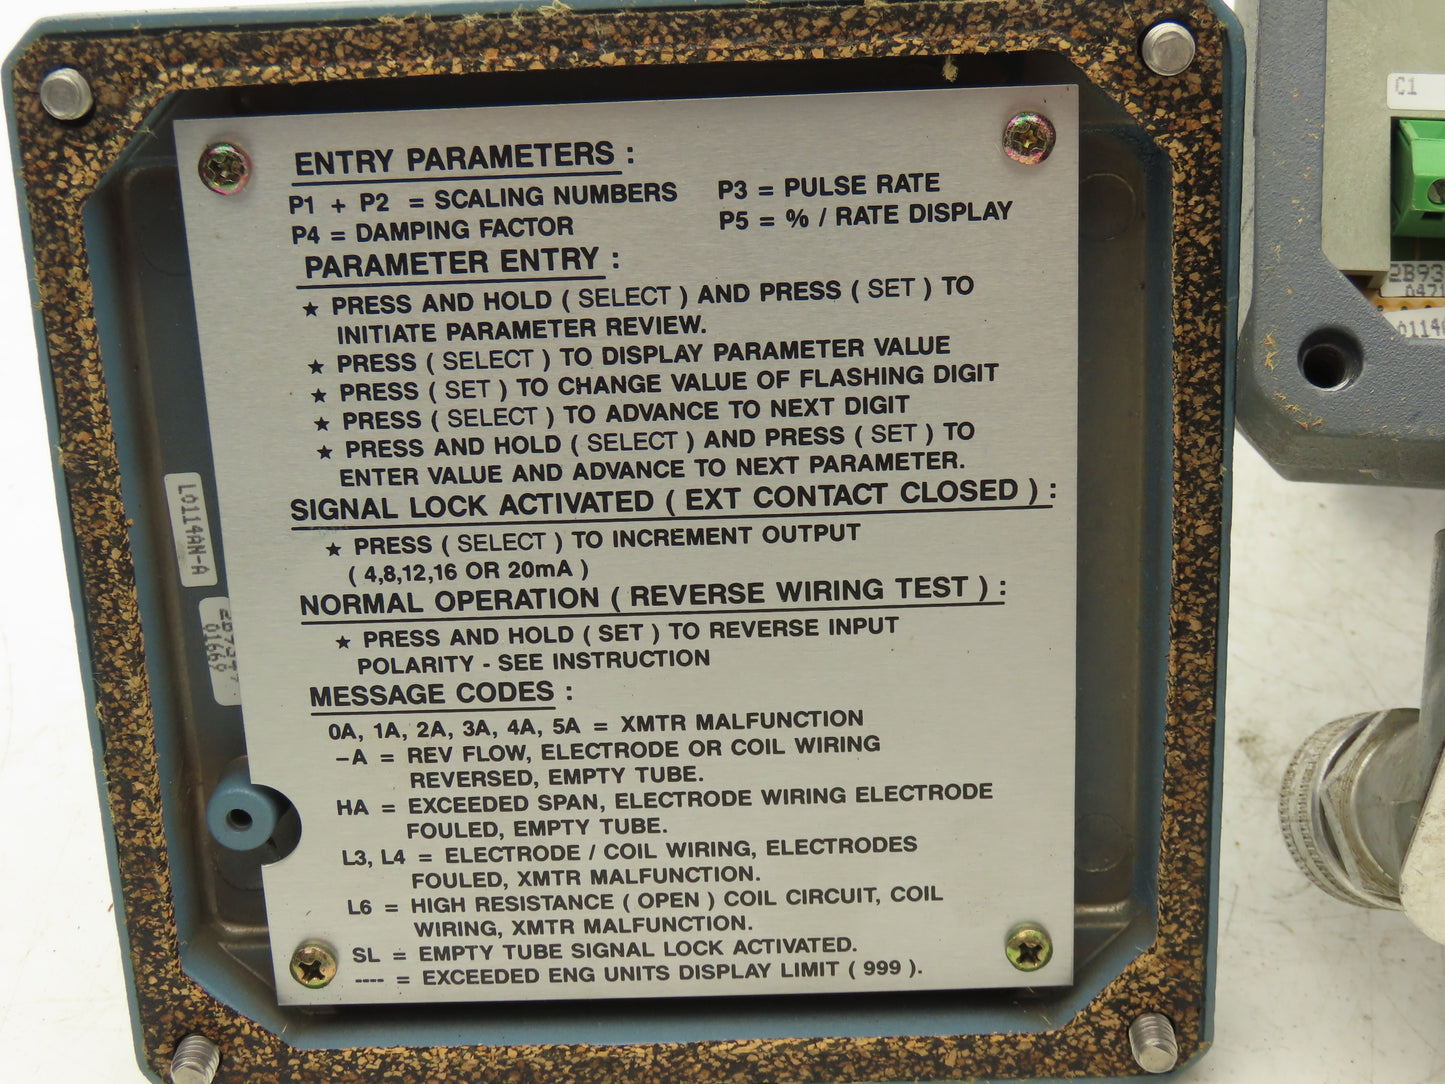 ENTRY PARAMETERS :
P1 + P2 = SCALING NUMBERS P3 = PULSE RATE
P4 = DAMPING FACTOR P5 = % / RATE DISPLAY
PARAMETER ENTRY :
★ PRESS AND HOLD ( SELECT ) AND PRESS ( SET ) TO
INITIATE PARAMETER REVIEW.
★ PRESS ( SELECT ) TO DISPLAY PARAMETER VALUE
★ PRESS ( SET ) TO CHANGE VALUE OF FLASHING DIGIT
★ PRESS ( SELECT ) TO ADVANCE TO NEXT DIGIT
★ PRESS AND HOLD ( SELECT ) AND PRESS ( SET ) TO
ENTER VALUE AND ADVANCE TO NEXT PARAMETER.
SIGNAL LOCK ACTIVATED ( EXT CONTACT CLOSED ) :
★ PRESS ( SELECT ) TO INCREMENT OUTPUT
( 4,8,12,16 OR 20mA )
NORMAL OPERATION ( REVERSE WIRING TEST ) :
★ PRESS AND HOLD ( SET ) TO REVERSE INPUT
POLARITY - SEE INSTRUCTION
MESSAGE CODES :
0A, 1A, 2A, 3A, 4A, 5A = XMTR MALFUNCTION
-A = REV FLOW, ELECTRODE OR COIL WIRING
REVERSED, EMPTY TUBE.
HA = EXCEEDED SPAN, ELECTRODE WIRING ELECTRODE
FOULED, EMPTY TUBE.
L3, L4 = ELECTRODE / COIL WIRING, ELECTRODES
FOULED, XMTR MALFUNCTION.
L6 = HIGH RESISTANCE ( OPEN ) COIL CIRCUIT, COIL
WIRING, XMTR MALFUNCTION.
SL = EMPTY TUBE SIGNAL LOCK ACTIVATED.
---- = EXCEEDED ENG UNITS DISPLAY LIMIT ( 999 ).
L0114AN-A
C1